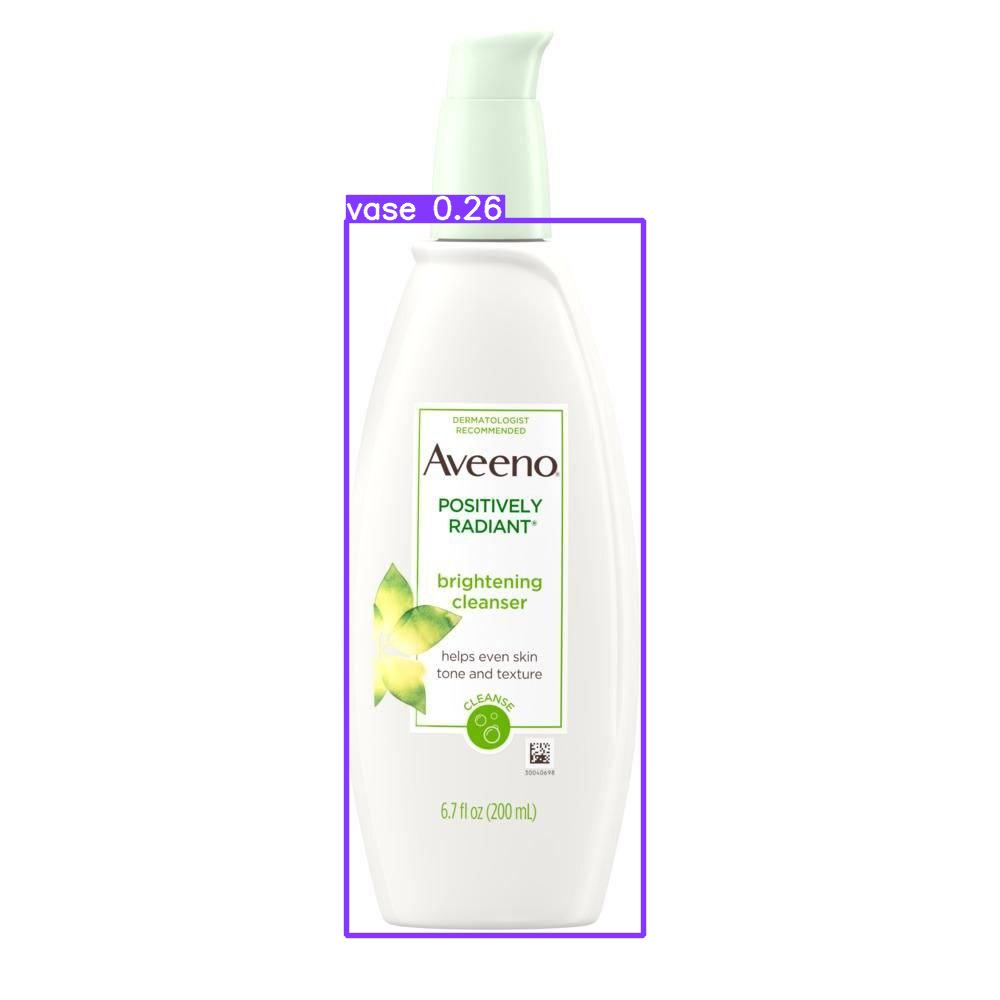 vase 0.26
DERMATOLOGIST
RECOMMENDED
Aveeno®
POSITIVELY
RADIANT®
brightening
cleanser
helps even skin
tone and texture
CLEANSE
30040698
6.7 fl oz (200 mL)